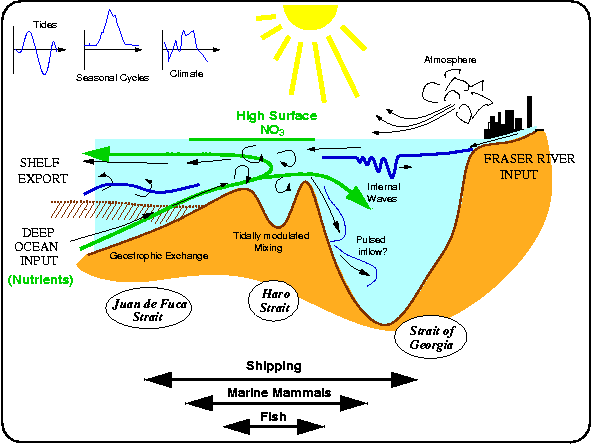 Tides
Seasonal Cycles
Climate
Atmosphere
High Surface
NO3
SHELF
EXPORT
FRASER RIVER
INPUT
Internal
Waves
DEEP
OCEAN
INPUT
(Nutrients)
Geostrophic Exchange
Tidally modulated
Mixing
Pulsed
inflow?
Juan de Fuca
Strait
Haro
Strait
Strait of
Georgia
Shipping
Marine Mammals
Fish